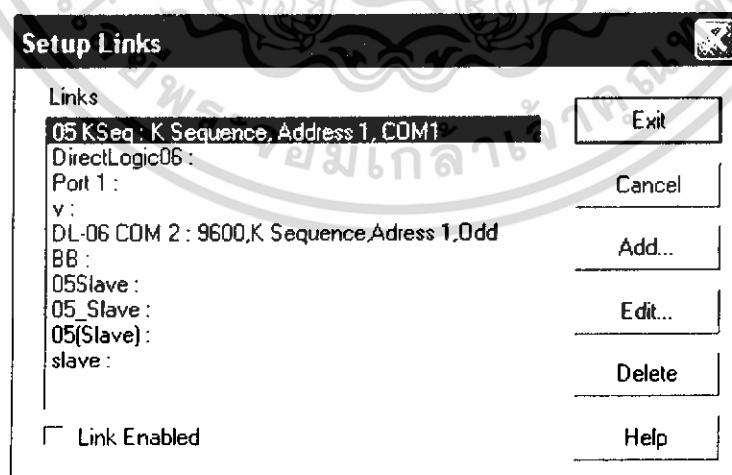 Setup Links
Links
05 KSeq : K Sequence, Address 1, COM1
DirectLogic06 :
Port 1 :
v :
DL-06 COM 2 : 9600,K Sequence,Adress 1,Odd
BB :
05Slave :
05_Slave :
05(Slave) :
slave :
Link Enabled
Exit
Cancel
Add...
Edit...
Delete
Help